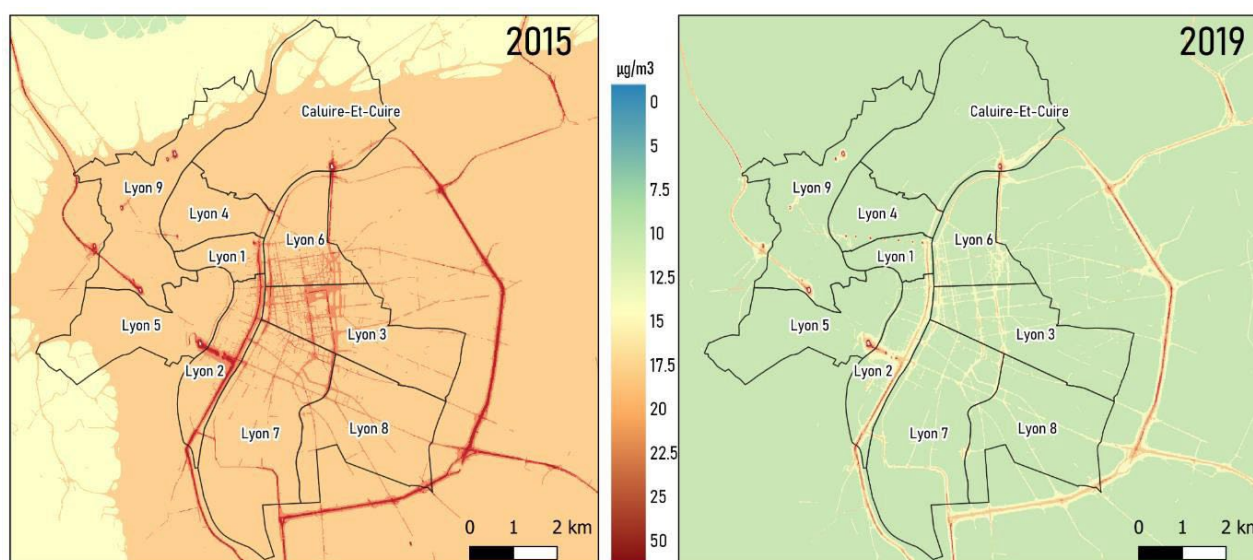 2015
Caluire-Et-Cuire
Lyon 9
Lyon 4
Lyon 6
Lyon 1
Lyon 5
Lyon 3
Lyon 2
Lyon 7
Lyon 8
0 1 2 km
µg/m3
0
5
7.5
10
12.5
15
17.5
20
22.5
25
50
2019
Caluire-Et-Cuire
Lyon 9
Lyon 4
Lyon 6
Lyon 1
Lyon 5
Lyon 3
Lyon 2
Lyon 7
Lyon 8
0 1 2 km